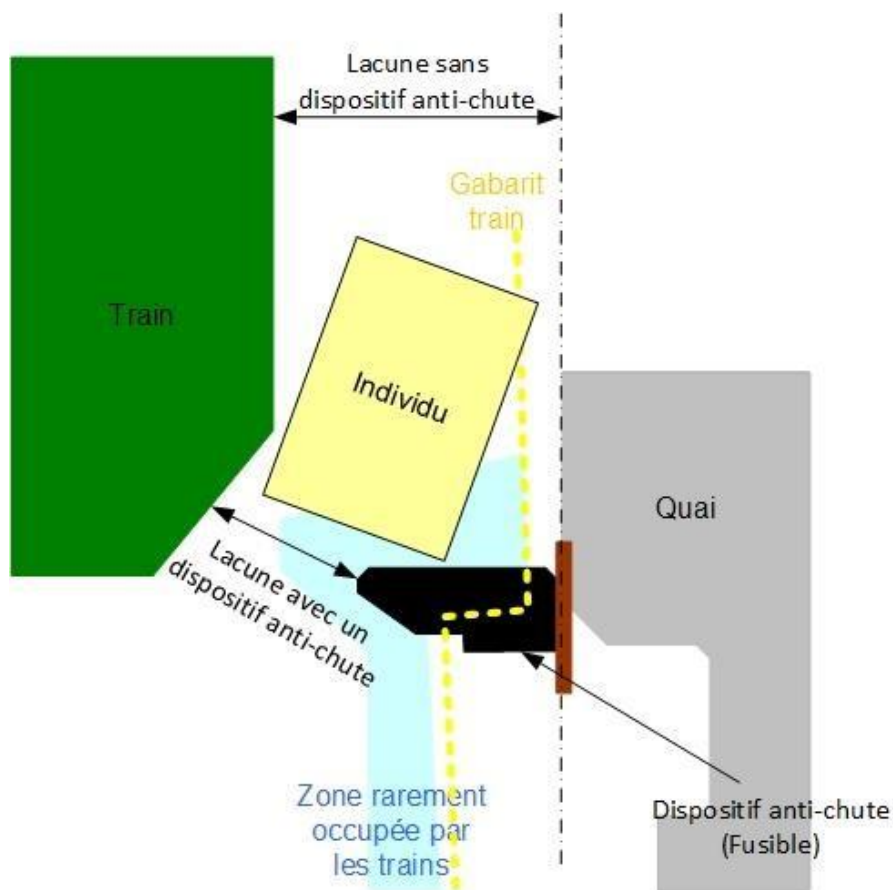 Lacune sans
dispositif anti-chute
Gabarit
train
Train
Individu
Quai
Lacune avec un
dispositif anti-chute
Zone rarement
occupée par
les trains
Dispositif anti-chute
(Fusible)